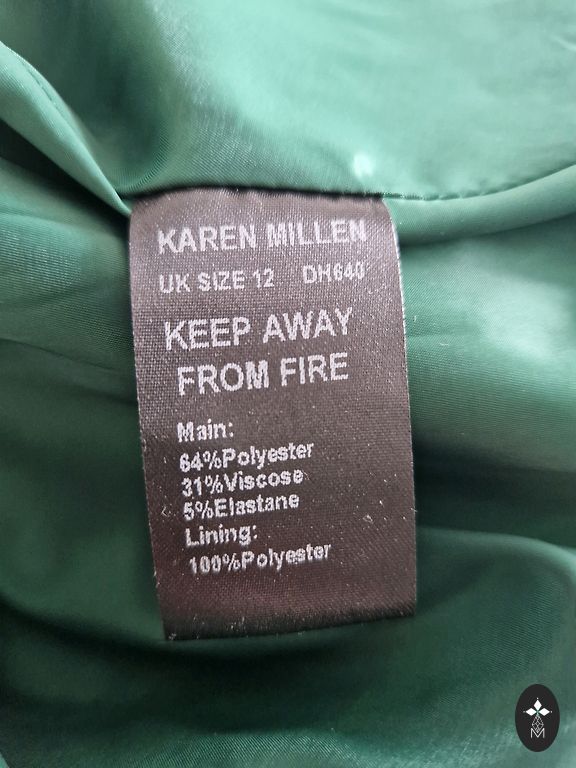 KAREN MILLEN
UK SIZE 12 DH640
KEEP AWAY
FROM FIRE
Main:
64%Polyester
31%Viscose
5%Elastane
Lining:
100%Polyester
M